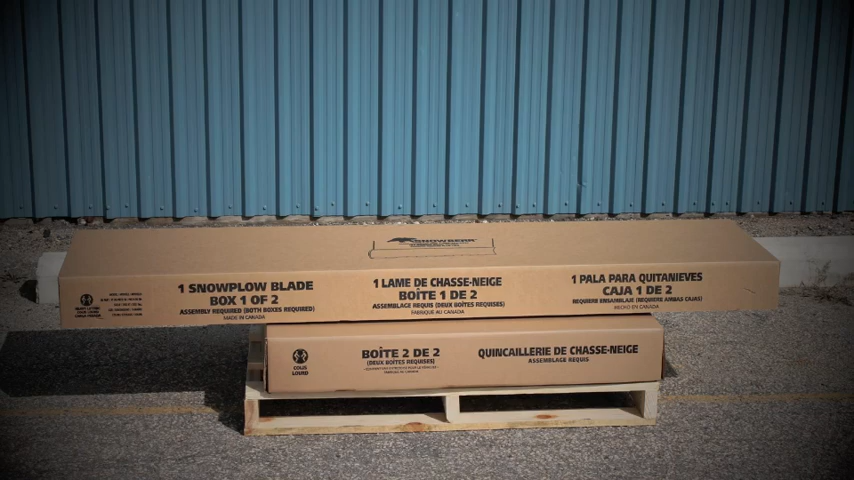 SNOWBEAR
1 SNOWPLOW BLADE
BOX 1 OF 2
ASSEMBLY REQUIRED (BOTH BOXES REQUIRED)
MADE IN CANADA
1 LAME DE CHASSE-NEIGE
BOÎTE 1 DE 2
ASSEMBLAGE REQUIS (DEUX BOÎTES REQUISES)
FABRIQUÉ AU CANADA
1 PALA PARA QUITANIEVES
CAJA 1 DE 2
REQUIERE ENSAMBLAJE (REQUIERE AMBAS CAJAS)
HECHO EN CANADA
COLIS
LOURD
BOÎTE 2 DE 2
(DEUX BOÎTES REQUISES)
QUINCAILLERIE DE CHASSE-NEIGE
ASSEMBLAGE REQUIS